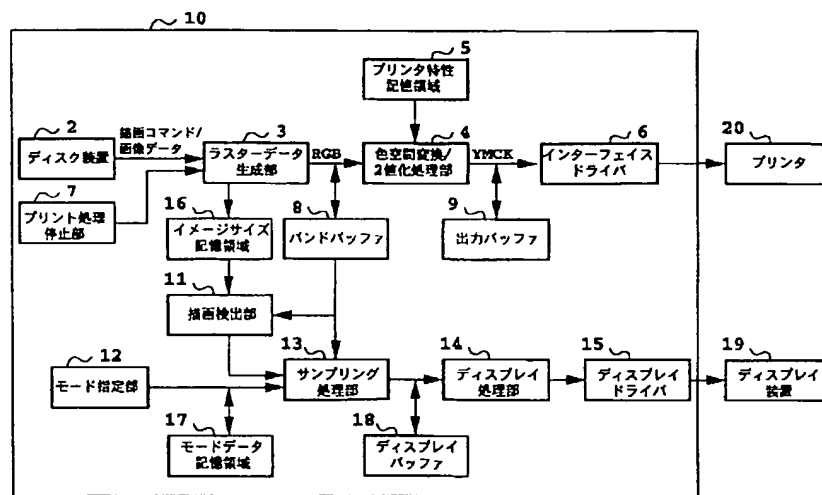 10
5
プリンタ特性
記憶領域
2
ディスク装置
描画コマンド/
画像データ
3
ラスターデータ
生成部
RGB
4
色空間変換/
2値化処理部
YMCK
6
インターフェイス
ドライバ
20
プリンタ
7
プリント処理
停止部
16
イメージサイズ
記憶領域
8
バンドバッファ
9
出力バッファ
11
描画検出部
12
モード指定部
13
サンプリング
処理部
14
ディスプレイ
処理部
15
ディスプレイ
ドライバ
19
ディスプレイ
装置
17
モードデータ
記憶領域
18
ディスプレイ
バッファ